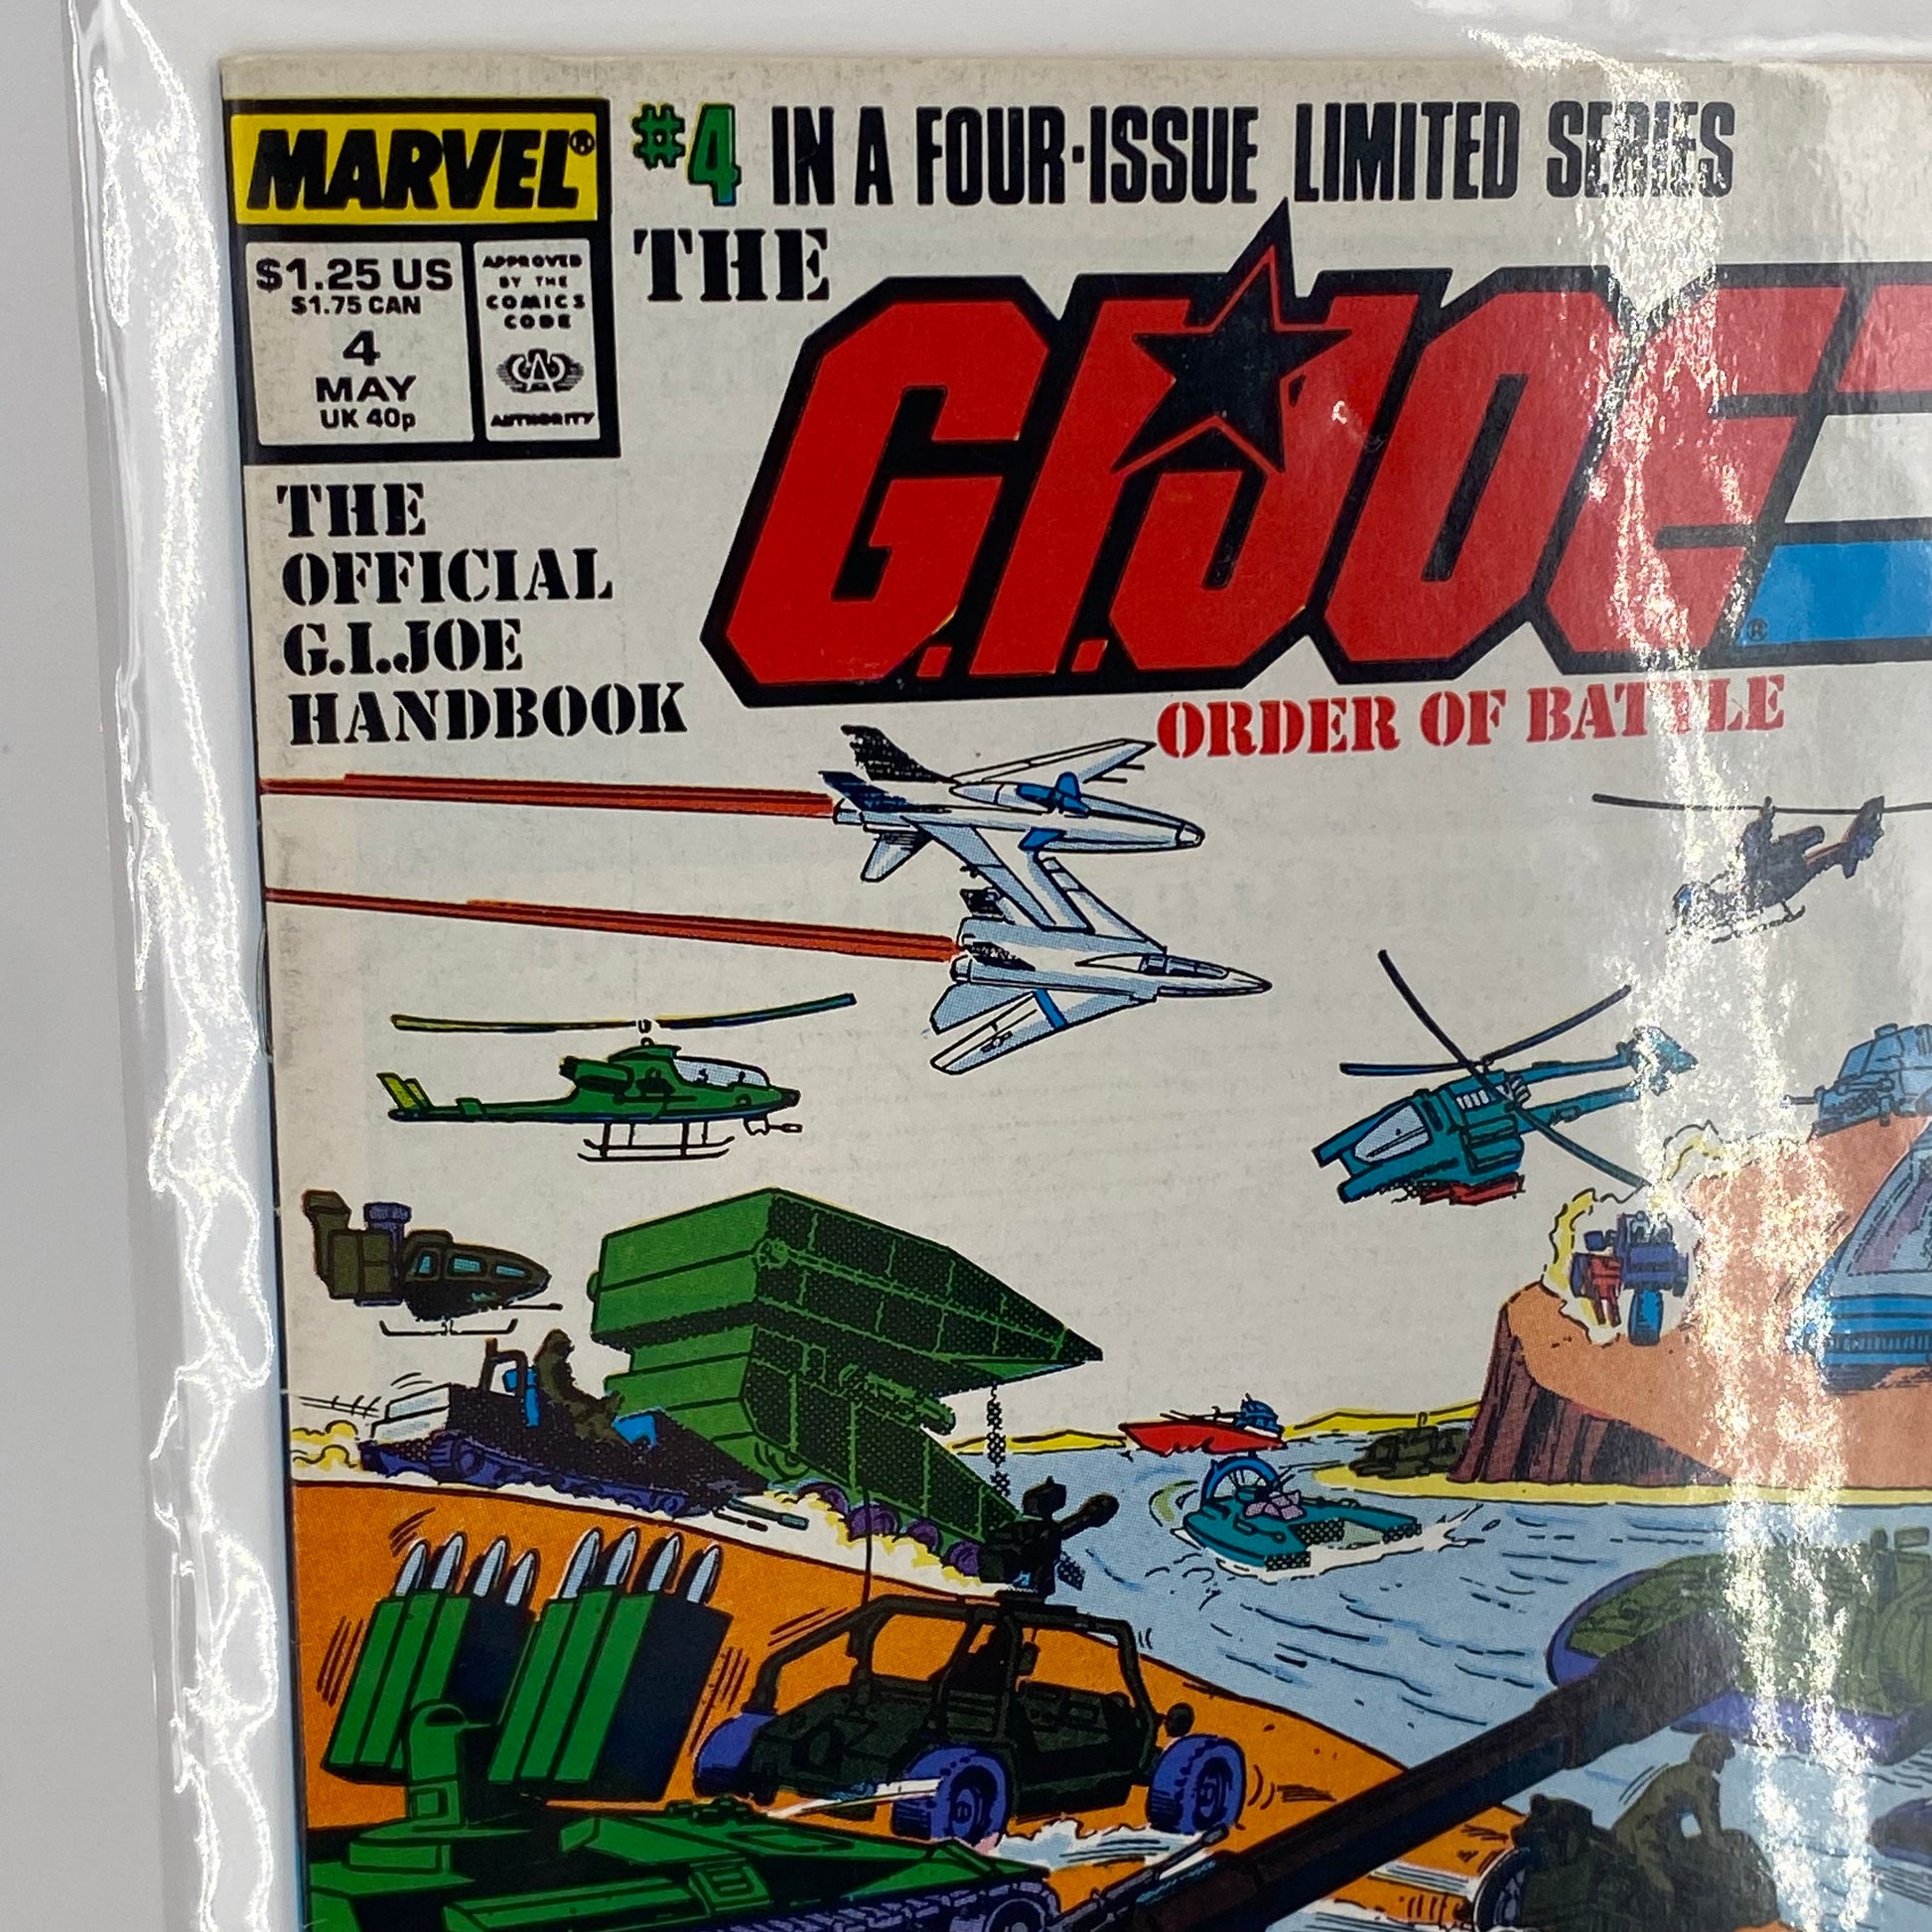 MARVEL®
#4 IN A FOUR-ISSUE LIMITED SERIES
THE
$1.25 US
$1.75 CAN
4
MAY
UK 40p
APPROVED
BY THE
COMICS
CODE
CA
AUTHORITY
G.I.JOE
®
THE
OFFICIAL
G.I.JOE
HANDBOOK
ORDER OF BATTLE